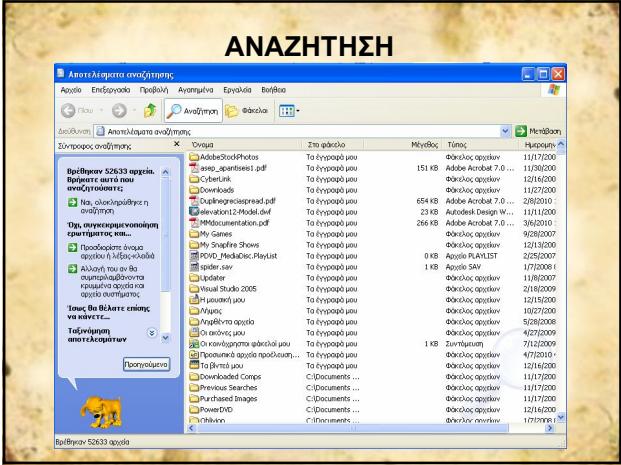 ΑΝΑΖΗΤΗΣΗ
Αποτελέσματα αναζήτησης
Αρχείο Επεξεργασία Προβολή Αγαπημένα Εργαλεία Βοήθεια
Πίσω Αναζήτηση Φάκελοι
Διεύθυνση Αποτελέσματα αναζήτησης Μετάβαση
Σύντροφος αναζήτησης
Βρέθηκαν 52633 αρχεία.
Βρήκατε αυτό που
αναζητούσατε;
Ναι, ολοκληρώθηκε η
αναζήτηση
Όχι, συγκεκριμενοποίηση
ερωτήματος και...
Προσδιορίστε όνομα
αρχείου ή λέξεις-κλειδιά
Αλλαγή του αν θα
συμπεριλαμβάνονται
κρυμμένα αρχεία και
αρχεία συστήματος
Ίσως θα θέλατε επίσης
να κάνετε...
Ταξινόμηση
αποτελεσμάτων
Προηγούμενο
Όνομα Στο φάκελο Μέγεθος Τύπος Ημερομην
AdobeStockPhotos Τα έγγραφά μου Φάκελος αρχείων 11/17/200
asep_apantiseis1.pdf Τα έγγραφά μου 151 KB Adobe Acrobat 7.0 ... 11/30/200
CyberLink Τα έγγραφά μου Φάκελος αρχείων 12/16/200
Downloads Τα έγγραφά μου Φάκελος αρχείων 11/27/200
Duplinegreciaspread.pdf Τα έγγραφά μου 654 KB Adobe Acrobat 7.0 ... 2/8/2010
elevation12-Model.dwf Τα έγγραφά μου 23 KB Autodesk Design W... 11/11/200
MMdocumentation.pdf Τα έγγραφά μου 266 KB Adobe Acrobat 7.0 ... 3/6/2010
My Games Τα έγγραφά μου Φάκελος αρχείων 9/28/2007
My Snapfire Shows Τα έγγραφά μου Φάκελος αρχείων 12/13/200
PDVD_MediaDisc.PlayList Τα έγγραφά μου 0 KB Αρχείο PLAYLIST 2/25/2007
spider.sav Τα έγγραφά μου 1 KB Αρχείο SAV 1/7/2008
Updater Τα έγγραφά μου Φάκελος αρχείων 11/8/2007
Visual Studio 2005 Τα έγγραφά μου Φάκελος αρχείων 2/18/2009
Η μουσική μου Τα έγγραφά μου Φάκελος αρχείων 12/15/200
Λήψεις Τα έγγραφά μου Φάκελος αρχείων 10/27/200
Ληφθέντα αρχεία Τα έγγραφά μου Φάκελος αρχείων 5/28/2008
Οι εικόνες μου Τα έγγραφά μου Φάκελος αρχείων 4/27/2009
Οι κοινόχρηστοι φάκελοί μου Τα έγγραφά μου 1 KB Συντόμευση 7/12/2009
Προσωπικά αρχεία προέλευση... Τα έγγραφά μου Φάκελος αρχείων 4/7/2010
Τα βίντεό μου Τα έγγραφά μου Φάκελος αρχείων 12/16/200
Downloaded Comps C:\Documents ... Φάκελος αρχείων 11/17/200
Previous Searches C:\Documents ... Φάκελος αρχείων 11/17/200
Purchased Images C:\Documents ... Φάκελος αρχείων 11/17/200
PowerDVD C:\Documents ... Φάκελος αρχείων 12/16/200
Oblivion C:\Documents ... Φάκελος αρχείων 1/7/2008
Βρέθηκαν 52633 αρχεία